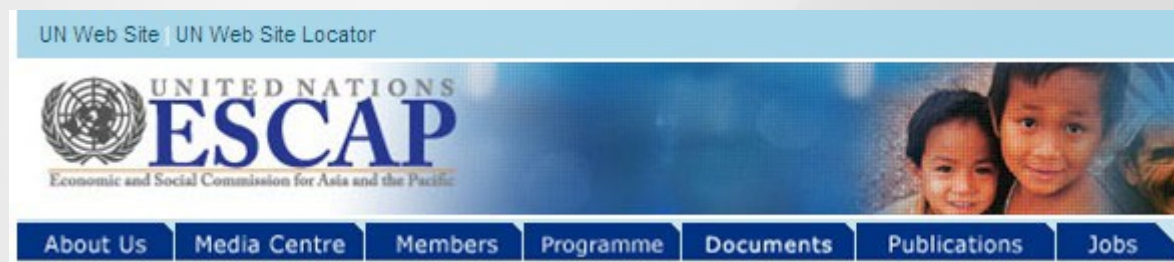 UN Web Site | UN Web Site Locator
UNITED NATIONS
ESCAP
Economic and Social Commission for Asia and the Pacific
About Us Media Centre Members Programme Documents Publications Jobs